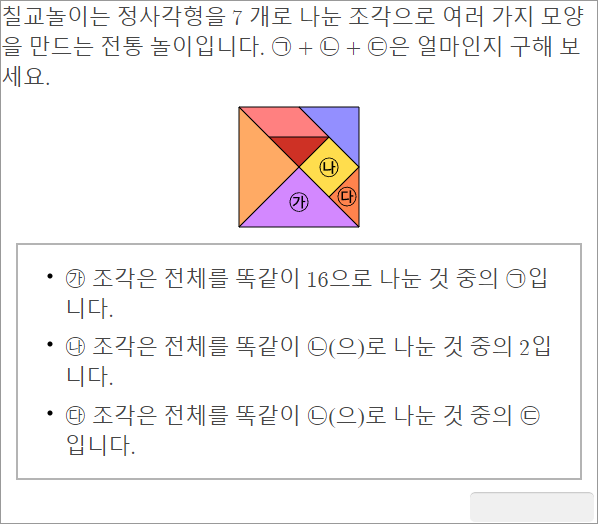 칠교놀이는 정사각형을 7 개로 나눈 조각으로 여러 가지 모양
을 만드는 전통 놀이입니다. ㉠ + ㉡ + ㉢은 얼마인지 구해 보
세요.
㉯
㉰
㉮
• ㉮ 조각은 전체를 똑같이 16으로 나눈 것 중의 ㉠입
니다.
• ㉯ 조각은 전체를 똑같이 ㉡(으)로 나눈 것 중의 2입
니다.
• ㉰ 조각은 전체를 똑같이 ㉡(으)로 나눈 것 중의 ㉢
입니다.